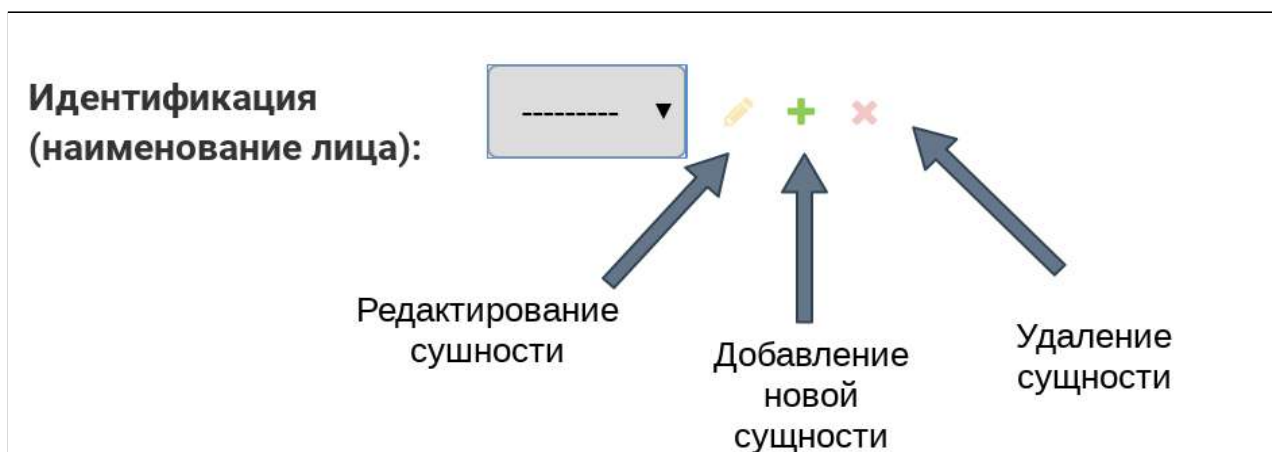 Идентификация
(наименование лица):
---------
Редактирование
сушности
Добавление
новой
сущности
Удаление
сущности